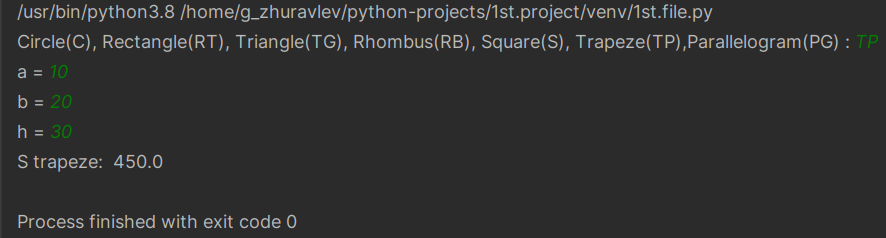 /usr/bin/python3.8 /home/g_zhuravlev/python-projects/1st.project/venv/1st.file.py
Circle(C), Rectangle(RT), Triangle(TG), Rhombus(RB), Square(S), Trapeze(TP),Parallelogram(PG) : TP
a = 10
b = 20
h = 30
S trapeze:  450.0
Process finished with exit code 0